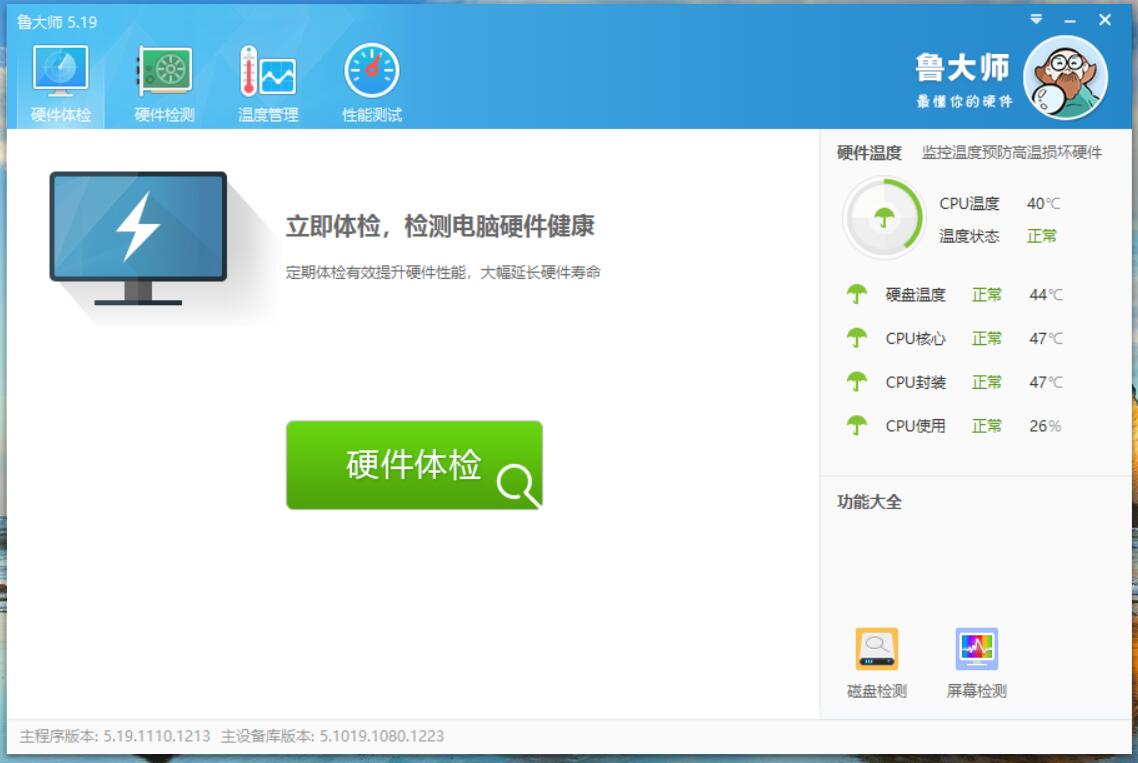 鲁大师 5.19
硬件体检 硬件检测 温度管理 性能测试
鲁大师
最懂你的硬件
立即体检，检测电脑硬件健康
定期体检有效提升硬件性能，大幅延长硬件寿命
硬件体检
硬件温度 监控温度预防高温损坏硬件
CPU温度 40℃
温度状态 正常
硬盘温度 正常 44℃
CPU核心 正常 47℃
CPU封装 正常 47℃
CPU使用 正常 26%
功能大全
磁盘检测 屏幕检测
主程序版本: 5.19.1110.1213 主设备库版本: 5.1019.1080.1223